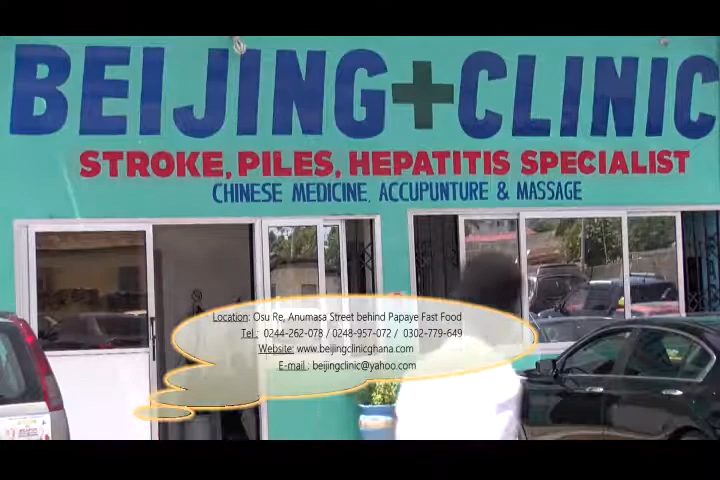 BEIJING+CLINIC
STROKE, PILES, HEPATITIS SPECIALIST
CHINESE MEDICINE, ACCUPUNTURE & MASSAGE
Location: Osu Re, Anumasa Street behind Papaye Fast Food
Tel : 0244-262-078 / 0248-957-072 / 0302-779-649
Website: www.beijingclinicghana.com
E-mail : beijingclinic@yahoo.com